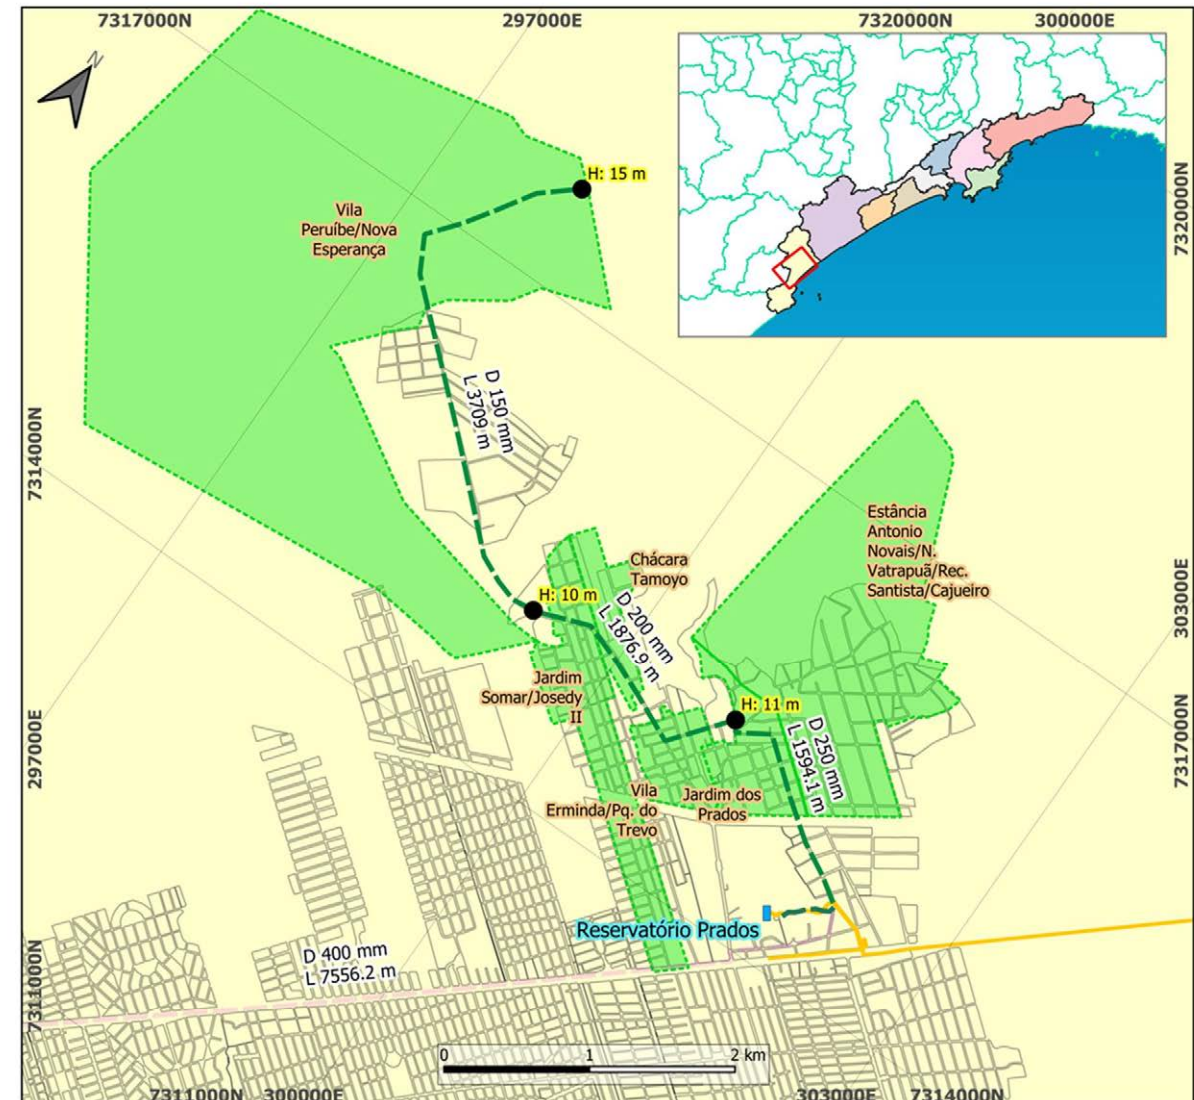 7317000N
297000E
7320000N
300000E
N
7320000N
H: 15 m
Vila
Peruíbe/Nova
Esperança
D 150 mm
L 3709 m
7314000N
Estância
Antonio
Novais/N.
Vatrapuã/Rec.
Santista/Cajueiro
Chácara
Tamoyo
H: 10 m
D 200 mm
L 1876.9 m
303000E
Jardim
Somar/Josedy
II
H: 11 m
D 250 mm
L 1594.1 m
297000E
7317000N
Vila
Erminda/Pq. do
Trevo
Jardim dos
Prados
Reservatório Prados
D 400 mm
L 7556.2 m
7311000N
0 1 2 km
7311000N
300000E
303000E
7314000N